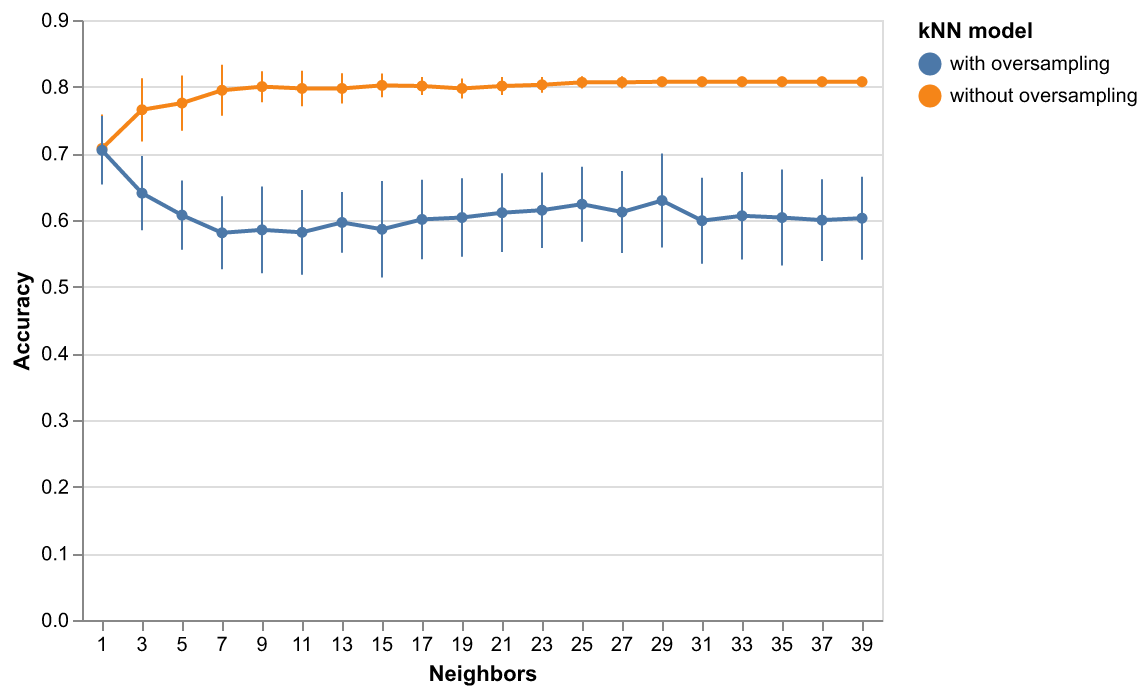 kNN model
with oversampling
without oversampling
Accuracy
0.9
0.8
0.7
0.6
0.5
0.4
0.3
0.2
0.1
0.0
1 3 5 7 9 11 13 15 17 19 21 23 25 27 29 31 33 35 37 39
Neighbors